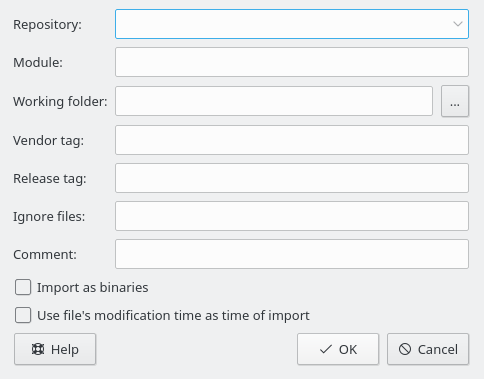 Repository:
Module:
Working folder:
...
Vendor tag:
Release tag:
Ignore files:
Comment:
Import as binaries
Use file's modification time as time of import
Help
OK
Cancel